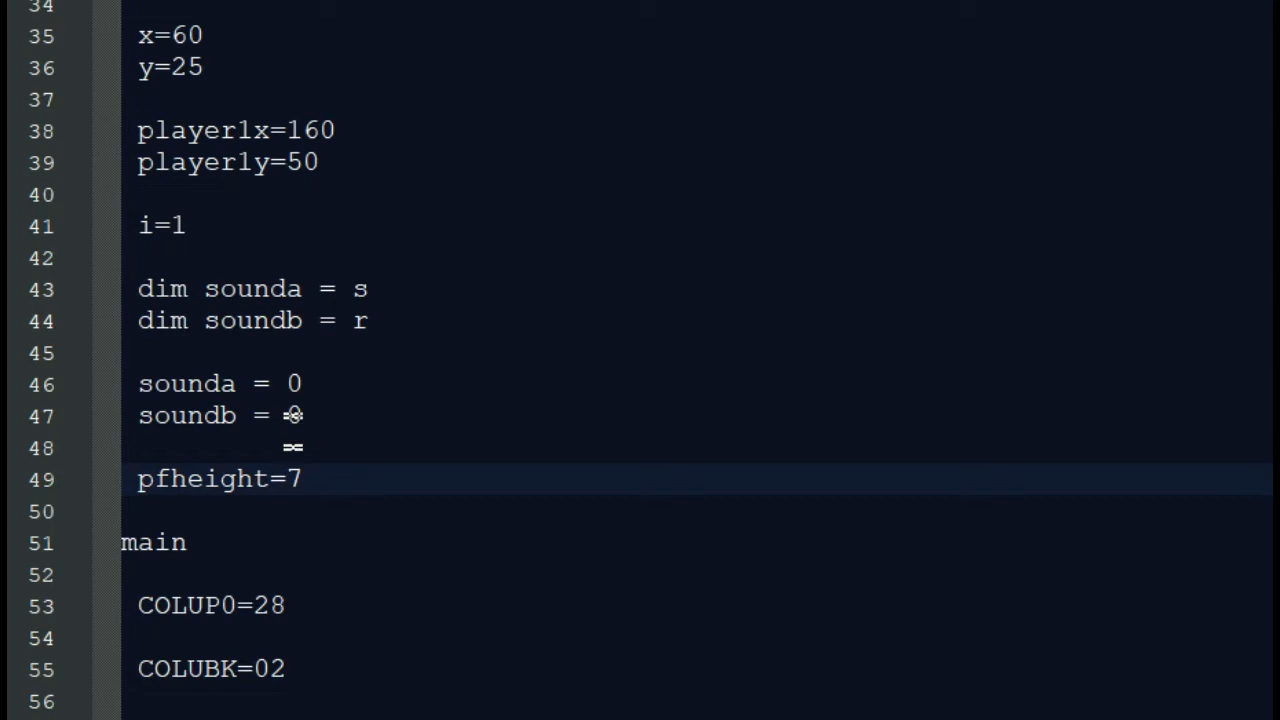 34
35 x=60
36 y=25
37
38 player1x=160
39 player1y=50
40
41 i=1
42
43 dim sounda = s
44 dim soundb = r
45
46 sounda = 0
47 soundb = 0
48
49 pfheight=7
50
51 main
52
53 COLUP0=28
54
55 COLUBK=02
56